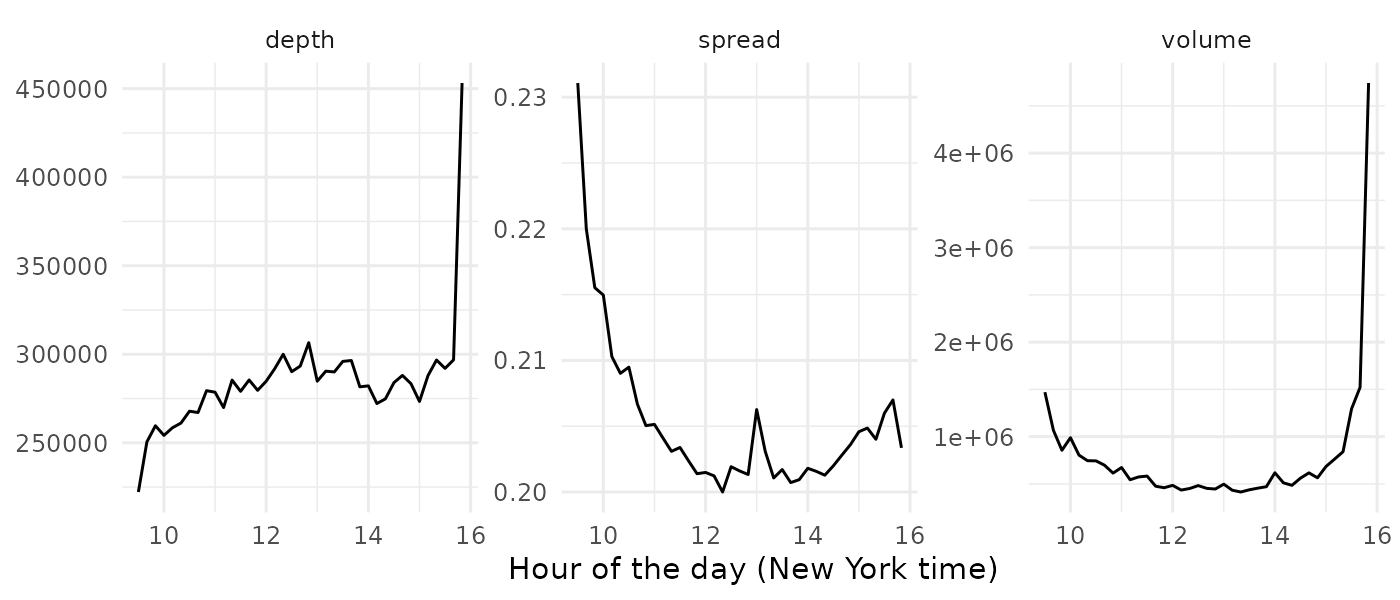 depth
450000
400000
350000
300000
250000
10 12 14 16
spread
0.23
0.22
0.21
0.20
10 12 14 16
volume
4e+06
3e+06
2e+06
1e+06
10 12 14 16
Hour of the day (New York time)